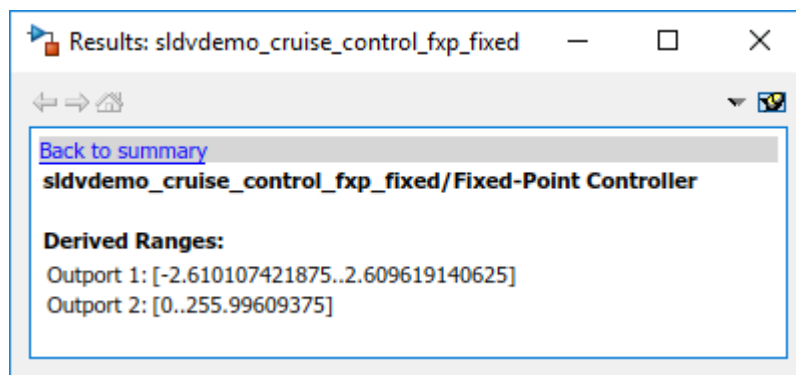 Results: sldvdemo_cruise_control_fxp_fixed
Back to summary
sldvdemo_cruise_control_fxp_fixed/Fixed-Point Controller
Derived Ranges:
Outport 1: [-2.610107421875..2.609619140625]
Outport 2: [0..255.99609375]